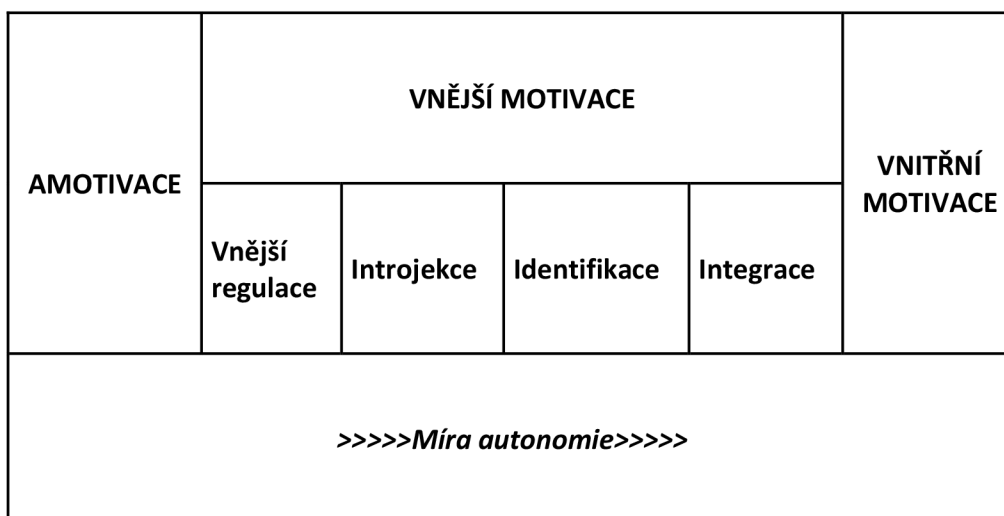 AMOTIVACE
VNĚJŠÍ MOTIVACE
VNITŘNÍ
MOTIVACE
Vnější
regulace
Introjekce
Identifikace
Integrace
>>>>>Míra autonomie>>>>>